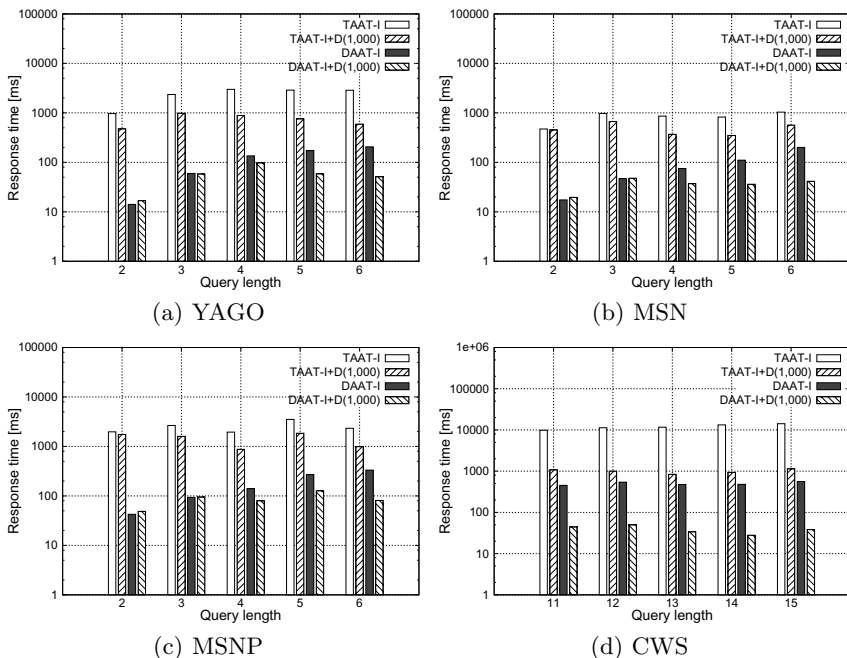 100000
10000
1000
100
10
1
Response time [ms]
TAAT-I
TAAT-I+D(1,000)
DAAT-I
DAAT-I+D(1,000)
2 3 4 5 6
Query length
(a) YAGO
100000
10000
1000
100
10
1
Response time [ms]
TAAT-I
TAAT-I+D(1,000)
DAAT-I
DAAT-I+D(1,000)
2 3 4 5 6
Query length
(b) MSN
100000
10000
1000
100
10
1
Response time [ms]
TAAT-I
TAAT-I+D(1,000)
DAAT-I
DAAT-I+D(1,000)
2 3 4 5 6
Query length
(c) MSNP
1e+06
100000
10000
1000
100
10
1
Response time [ms]
TAAT-I
TAAT-I+D(1,000)
DAAT-I
DAAT-I+D(1,000)
11 12 13 14 15
Query length
(d) CWS